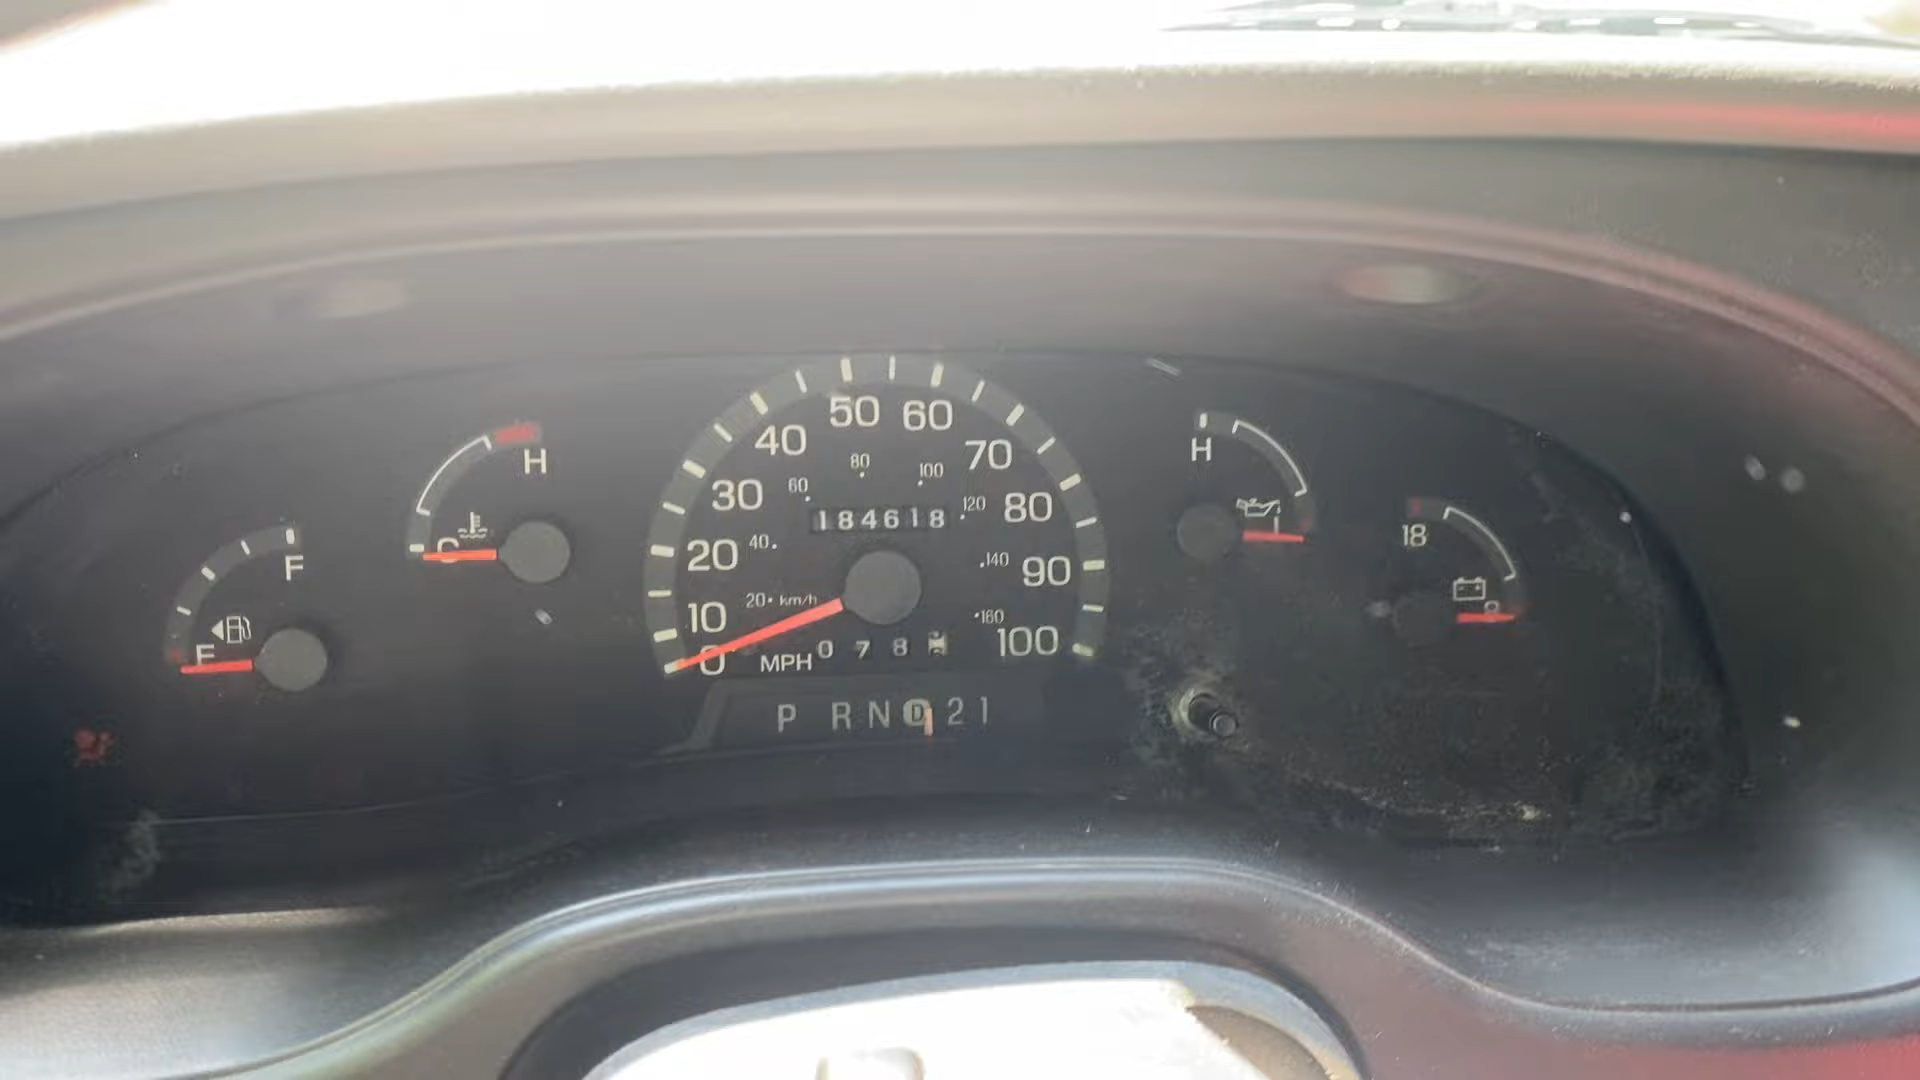 50 60
40 70
80 100
H H
60 120
30 80
184618
18
20 40 140 90
F C
20 km/h
10 160
0 MPH 078 100
E 8
P R N D 2 1